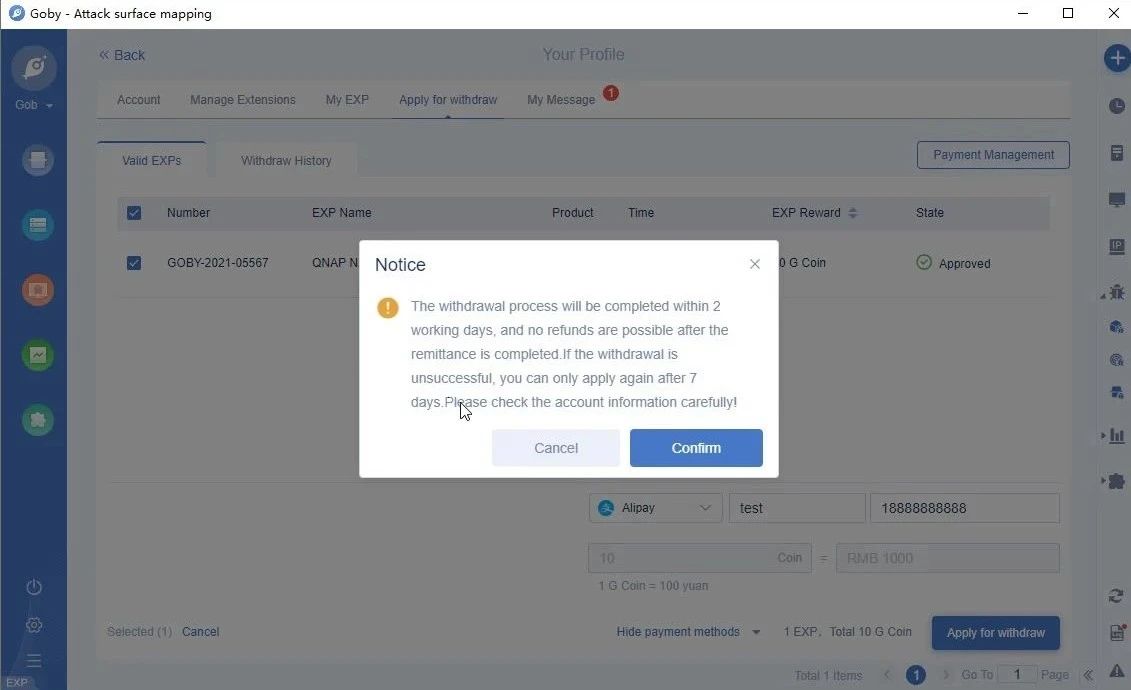 Goby - Attack surface mapping
Back
Your Profile
Gob
Account Manage Extensions My EXP Apply for withdraw My Message 1
Valid EXPs Withdraw History Payment Management
Number EXP Name Product Time EXP Reward State
GOBY-2021-05567 QNAP N 0 G Coin Approved
Notice
The withdrawal process will be completed within 2
working days, and no refunds are possible after the
remittance is completed.If the withdrawal is
unsuccessful, you can only apply again after 7
days.Please check the account information carefully!
Cancel Confirm
Alipay test 18888888888
10 Coin = RMB 1000
1 G Coin = 100 yuan
Selected (1) Cancel Hide payment methods 1 EXP, Total 10 G Coin Apply for withdraw
Total 1 Items 1 Go To 1 Page
EXP
IP